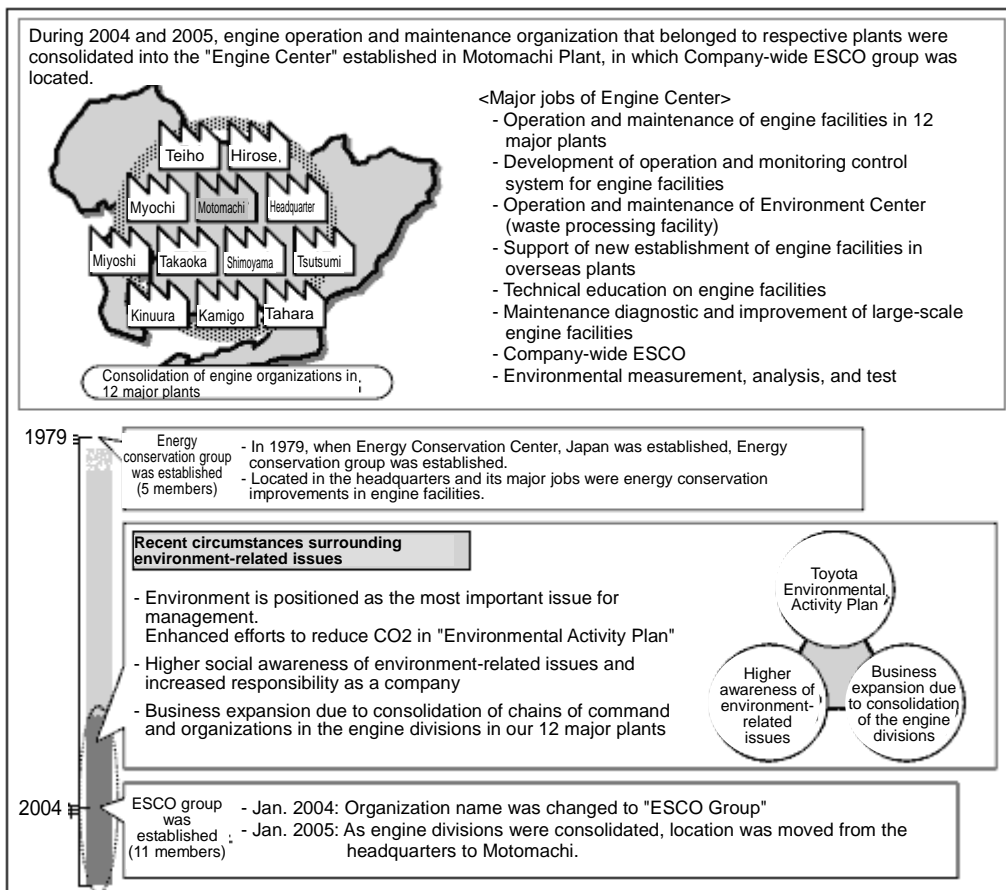 During 2004 and 2005, engine operation and maintenance organization that belonged to respective plants were
consolidated into the "Engine Center" established in Motomachi Plant, in which Company-wide ESCO group was
located.
Teiho
Hirose
Myochi
Motomachi
Headquarter
Miyoshi
Takaoka
Shimoyama
Tsutsumi
Kinuura
Kamigo
Tahara
Consolidation of engine organizations in
12 major plants
<Major jobs of Engine Center>
- Operation and maintenance of engine facilities in 12
major plants
- Development of operation and monitoring control
system for engine facilities
- Operation and maintenance of Environment Center
(waste processing facility)
- Support of new establishment of engine facilities in
overseas plants
- Technical education on engine facilities
- Maintenance diagnostic and improvement of large-scale
engine facilities
- Company-wide ESCO
- Environmental measurement, analysis, and test
1979
Energy
conservation group
was established
(5 members)
- In 1979, when Energy Conservation Center, Japan was established, Energy
conservation group was established.
- Located in the headquarters and its major jobs were energy conservation
improvements in engine facilities.
Recent circumstances surrounding
environment-related issues
- Environment is positioned as the most important issue for
management.
Enhanced efforts to reduce CO2 in "Environmental Activity Plan"
- Higher social awareness of environment-related issues and
increased responsibility as a company
- Business expansion due to consolidation of chains of command
and organizations in the engine divisions in our 12 major plants
Toyota
Environmental
Activity Plan
Higher
awareness of
environment-
related
issues
Business
expansion due
to consolidation
of the engine
divisions
2004
ESCO group
was
established
(11 members)
- Jan. 2004: Organization name was changed to "ESCO Group"
- Jan. 2005: As engine divisions were consolidated, location was moved from the
headquarters to Motomachi.